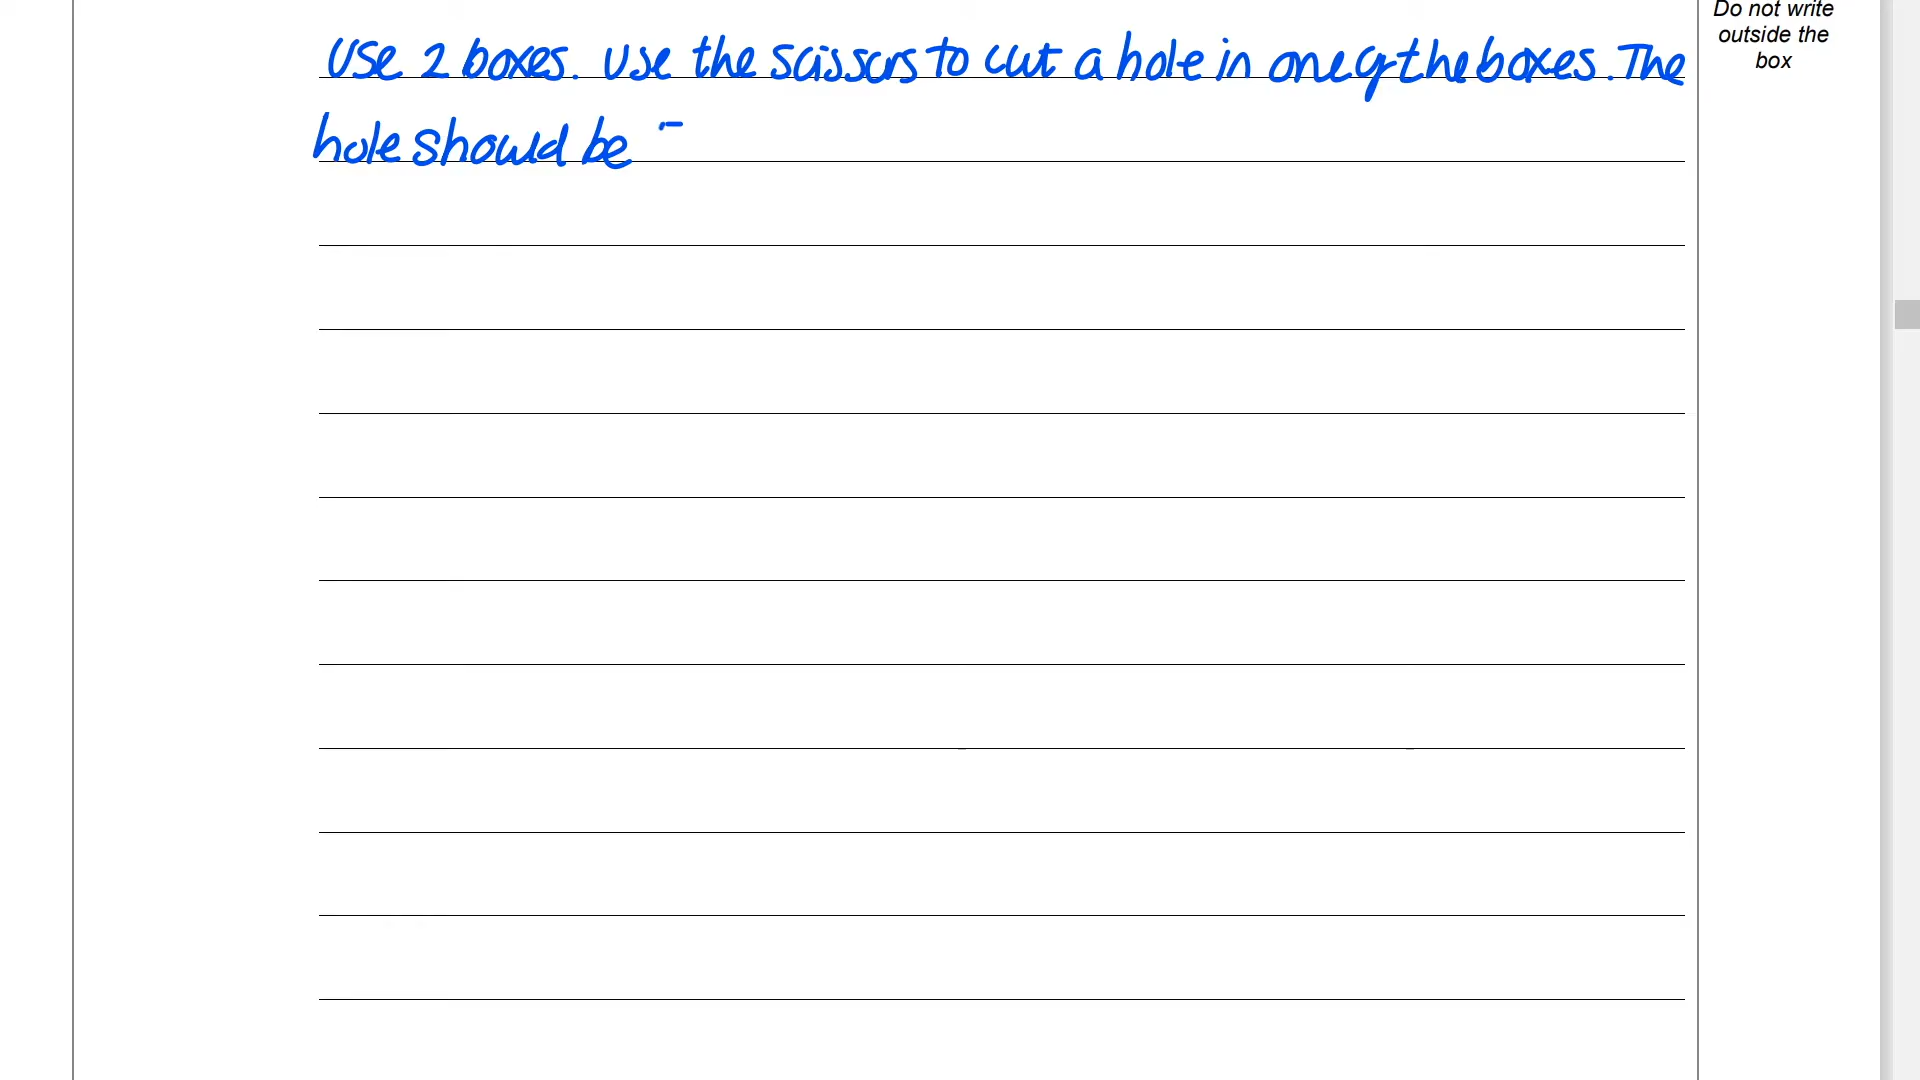 Do not write
outside the
box
Use 2 boxes. Use the scissors to cut a hole in one of the boxes. The
hole should be